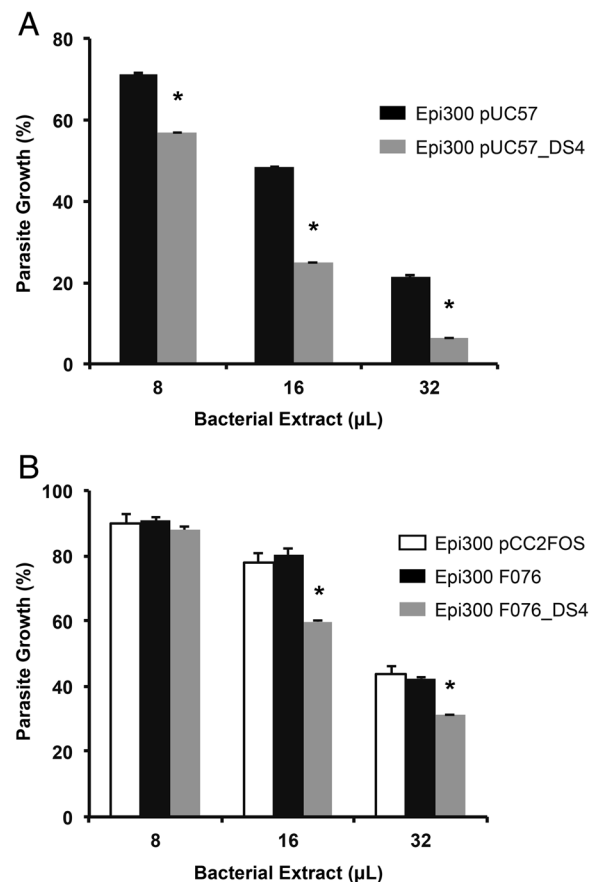 A
80
60
40
20
0
Parasite Growth (%)
*
*
*
Epi300 pUC57
Epi300 pUC57_DS4
8 16 32
Bacterial Extract (µL)
B
100
80
60
40
20
0
Parasite Growth (%)
*
*
Epi300 pCC2FOS
Epi300 F076
Epi300 F076_DS4
8 16 32
Bacterial Extract (µL)